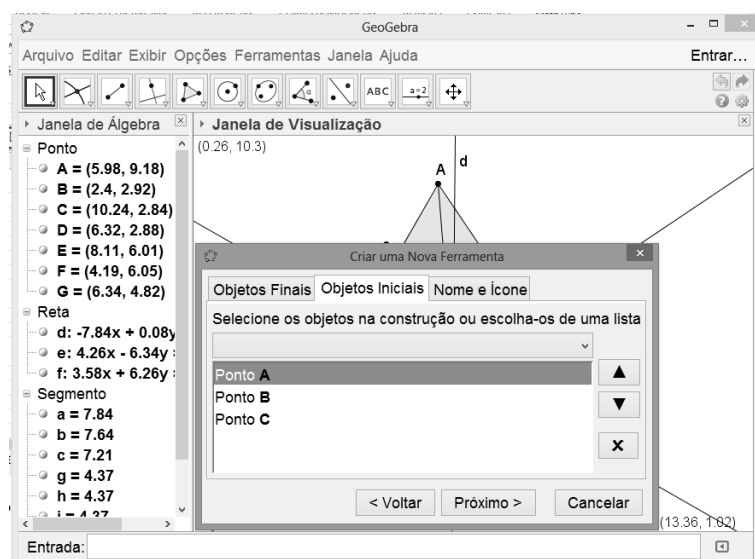 GeoGebra
Arquivo Editar Exibir Opções Ferramentas Janela Ajuda Entrar...
ABC a=2
Janela de Álgebra
Janela de Visualização
Ponto
A = (5.98, 9.18)
B = (2.4, 2.92)
C = (10.24, 2.84)
D = (6.32, 2.88)
E = (8.11, 6.01)
F = (4.19, 6.05)
G = (6.34, 4.82)
Reta
d: -7.84x + 0.08y
e: 4.26x - 6.34y
f: 3.58x + 6.26y
Segmento
a = 7.84
b = 7.64
c = 7.21
g = 4.37
h = 4.37
i = 4.37
(0.26, 10.3)
A
d
Criar uma Nova Ferramenta
Objetos Finais Objetos Iniciais Nome e Ícone
Selecione os objetos na construção ou escolha-os de uma lista
Ponto A
Ponto B
Ponto C
< Voltar Próximo > Cancelar
(13.36, 1.02)
Entrada: